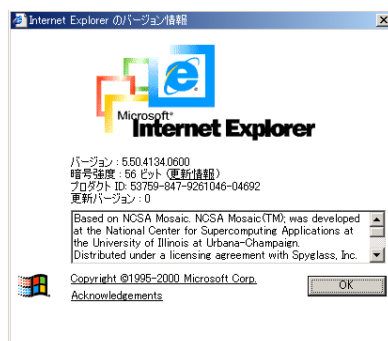 Internet Explorer のバージョン情報
Microsoft
Internet Explorer
バージョン : 5.50.4134.0600
暗号強度 : 56 ビット (更新情報)
プロダクト ID: 53759-847-9261046-04692
更新バージョン : 0
Based on NCSA Mosaic. NCSA Mosaic(TM); was developed
at the National Center for Supercomputing Applications at
the University of Illinois at Urbana-Champaign.
Distributed under a licensing agreement with Spyglass, Inc.
Copyright ©1995-2000 Microsoft Corp.
OK
Acknowledgements